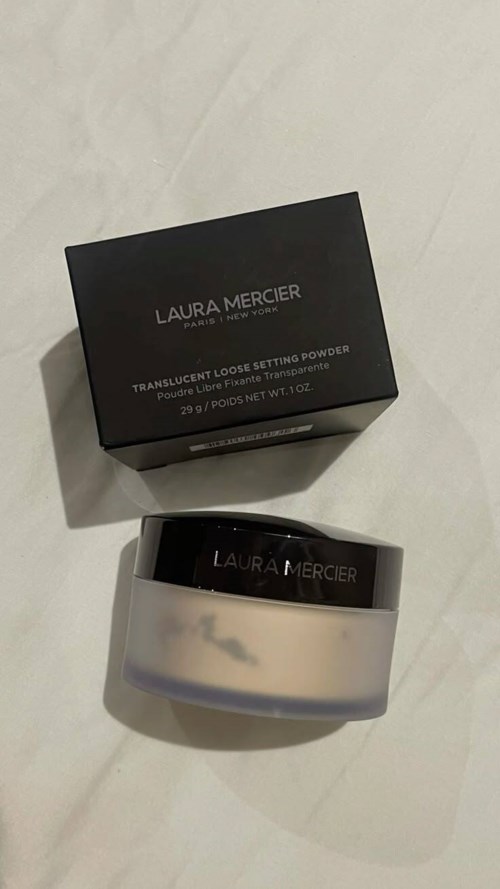 LAURA MERCIER
PARIS | NEW YORK
TRANSLUCENT LOOSE SETTING POWDER
Poudre Libre Fixante Transparente
29 g / POIDS NET WT. 1 OZ.
LAURA MERCIER